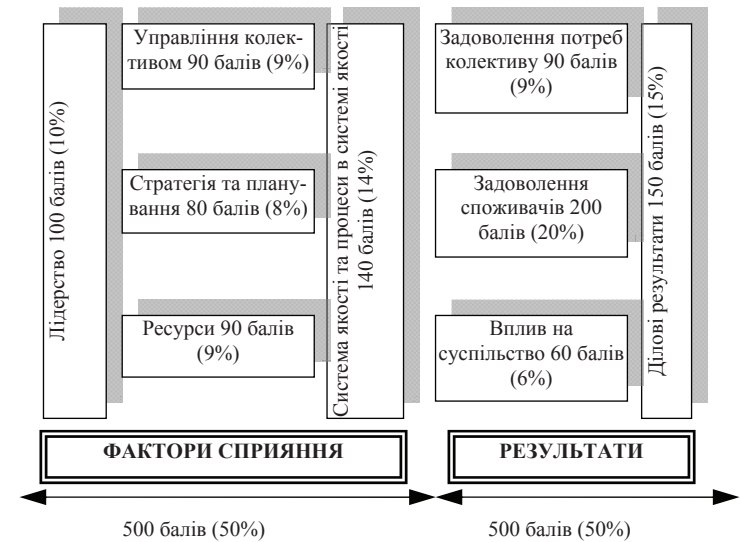 Лідерство 100 балів (10%)
Управління колек-
тивом 90 балів (9%)
Стратегія та плану-
вання 80 балів (8%)
Ресурси 90 балів
(9%)
Система якості та процеси в системі якості
140 балів (14%)
Задоволення потреб
колективу 90 балів
(9%)
Задоволення
споживачів 200
балів (20%)
Вплив на
суспільство 60 балів
(6%)
Ділові результати 150 балів (15%)
ФАКТОРИ СПРИЯННЯ
РЕЗУЛЬТАТИ
500 балів (50%)
500 балів (50%)